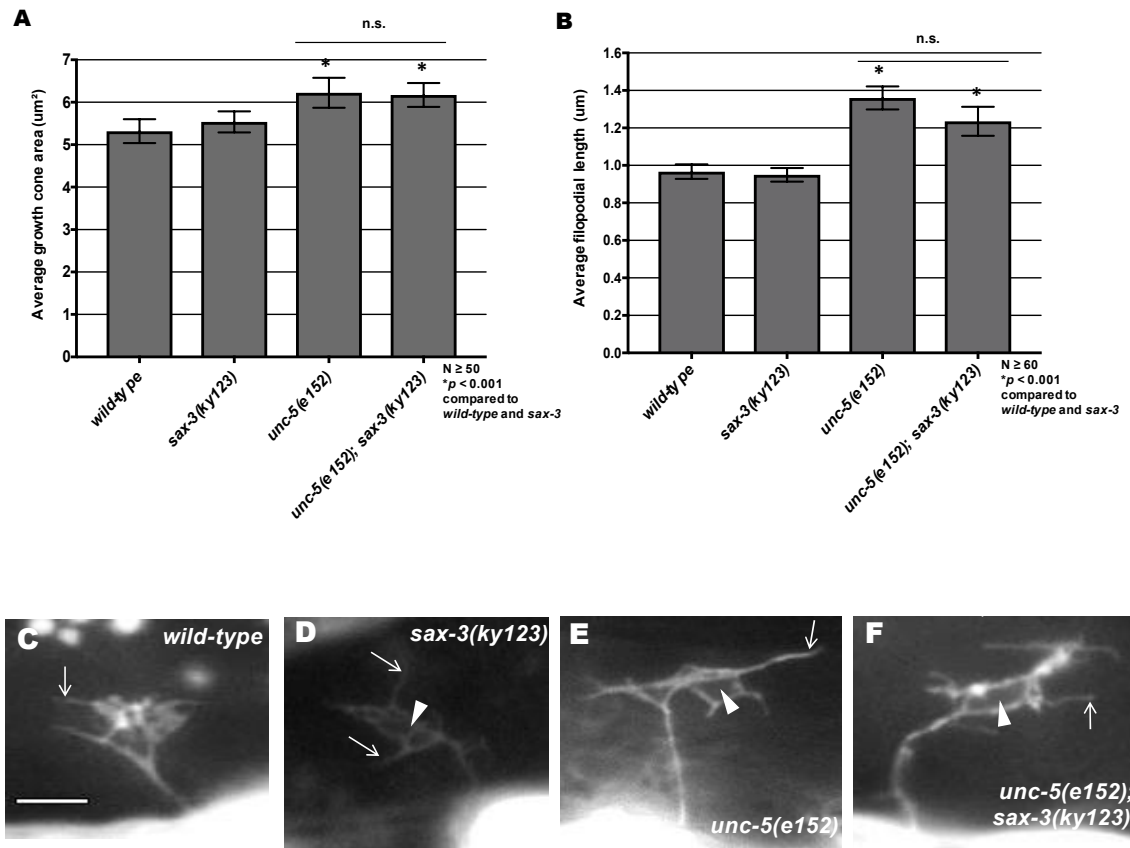 A
n.s.
Average growth cone area (um²)
7
6
5
4
3
2
1
0
* *
wild-type
sax-3(ky123)
unc-5(e152)
unc-5(e152); sax-3(ky123)
N ≥ 50
*p < 0.001
compared to
wild-type and sax-3
B
n.s.
Average filopodial length (um)
1.6
1.4
1.2
1.0
0.8
0.6
0.4
0.2
0.0
*
*
wild-type
sax-3(ky123)
unc-5(e152)
unc-5(e152); sax-3(ky123)
N ≥ 60
*p < 0.001
compared to
wild-type and sax-3
C
wild-type
D
sax-3(ky123)
E
unc-5(e152)
F
unc-5(e152);
sax-3(ky123)